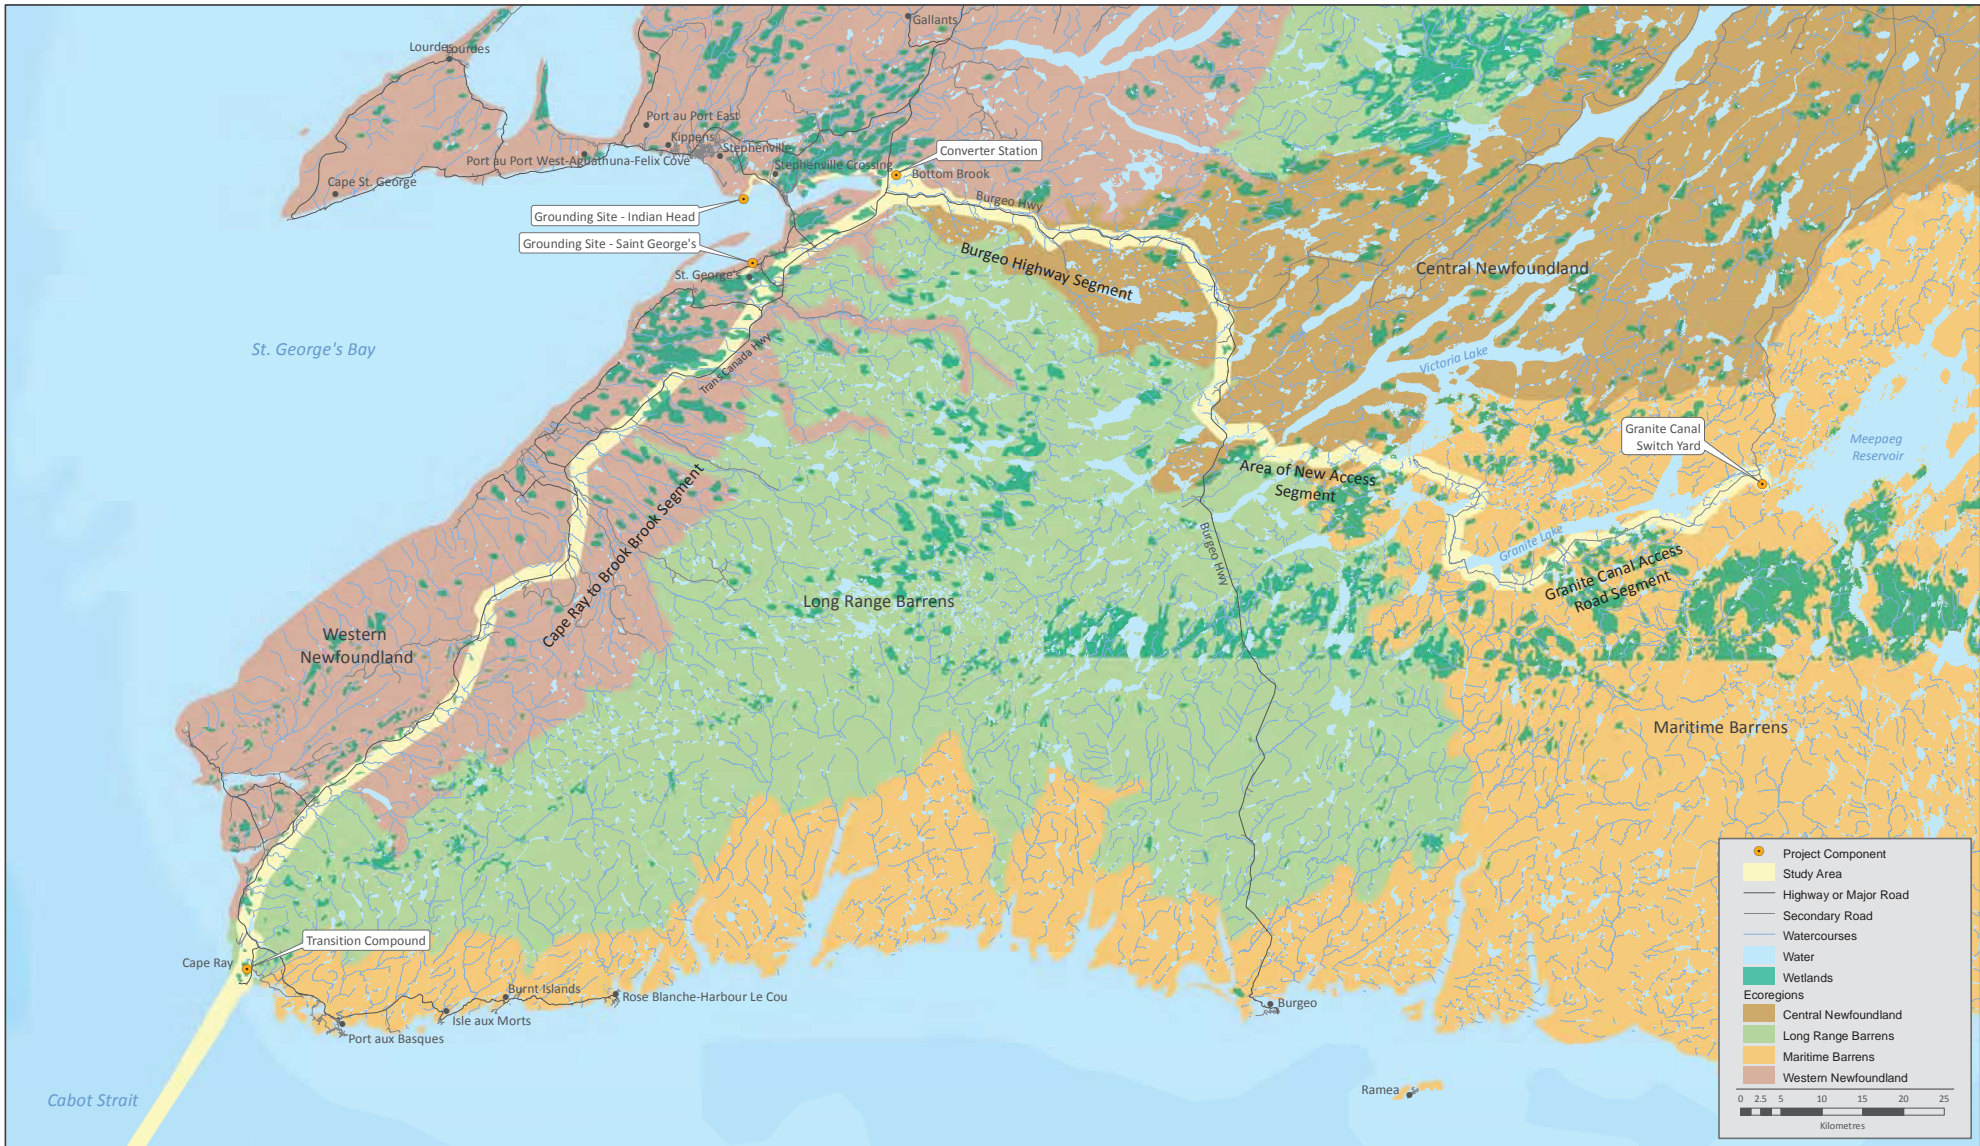 Gallants
Lourdes
Lourdes
Port au Port East
Kippens
Stephenville
Port au Port West-Aguathuna-Felix Cove
Stephenville Crossing
Converter Station
Bottom Brook
Cape St. George
Burgeo Hwy
Grounding Site - Indian Head
Grounding Site - Saint George's
St. George's
Burgeo Highway Segment
Central Newfoundland
St. George's Bay
Trans Canada Hwy
Victoria Lake
Granite Canal
Switch Yard
Meepaeg
Reservoir
Area of New Access
Segment
Cape Ray to Brook Brook Segment
Burgeo Hwy
Granite Lake
Granite Canal Access
Road Segment
Long Range Barrens
Western
Newfoundland
Maritime Barrens
Transition Compound
Cape Ray
Burnt Islands
Rose Blanche-Harbour Le Cou
Isle aux Morts
Port aux Basques
Burgeo
Ramea
Cabot Strait
Project Component
Study Area
Highway or Major Road
Secondary Road
Watercourses
Water
Wetlands
Ecoregions
Central Newfoundland
Long Range Barrens
Maritime Barrens
Western Newfoundland
0 2.5 5 10 15 20 25
Kilometres